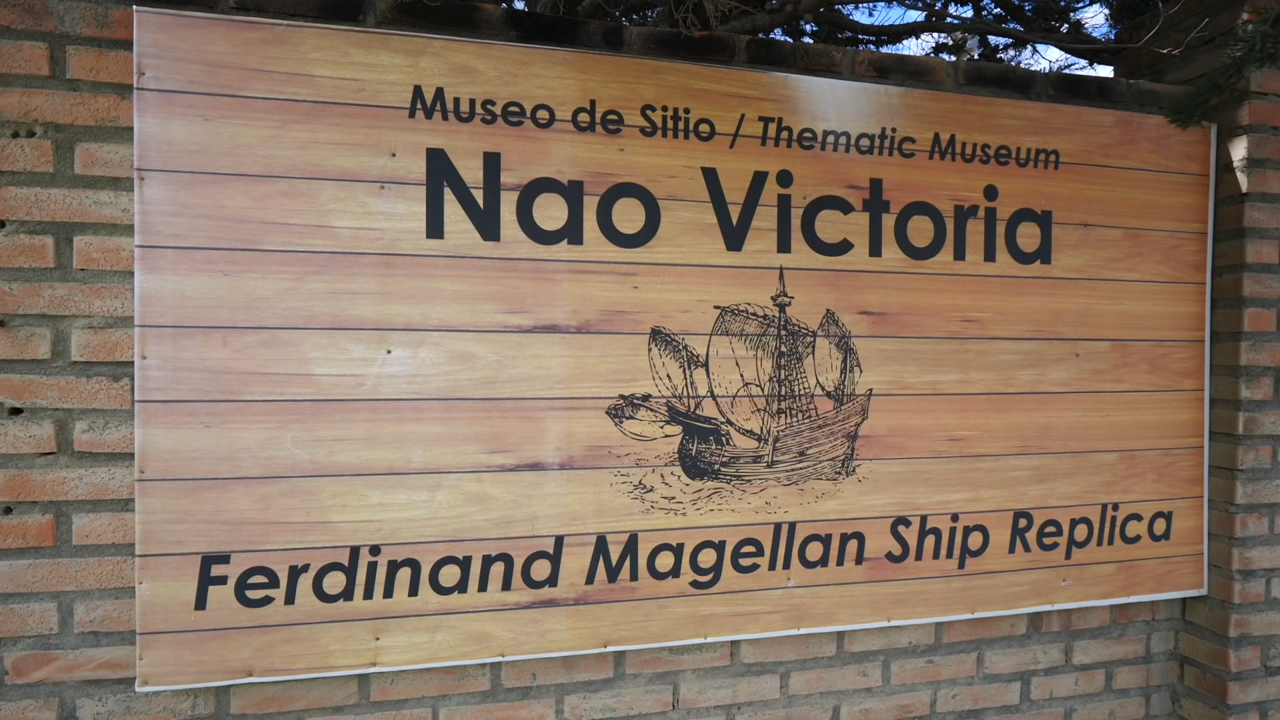 Museo de Sitio / Thematic Museum
Nao Victoria
Ferdinand Magellan Ship Replica